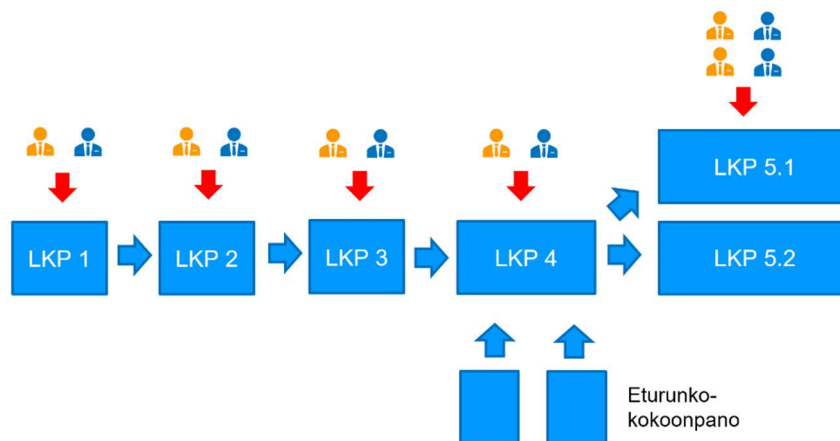 LKP 5.1
LKP 1
LKP 2
LKP 3
LKP 4
LKP 5.2
Eturunko-
kokoonpano